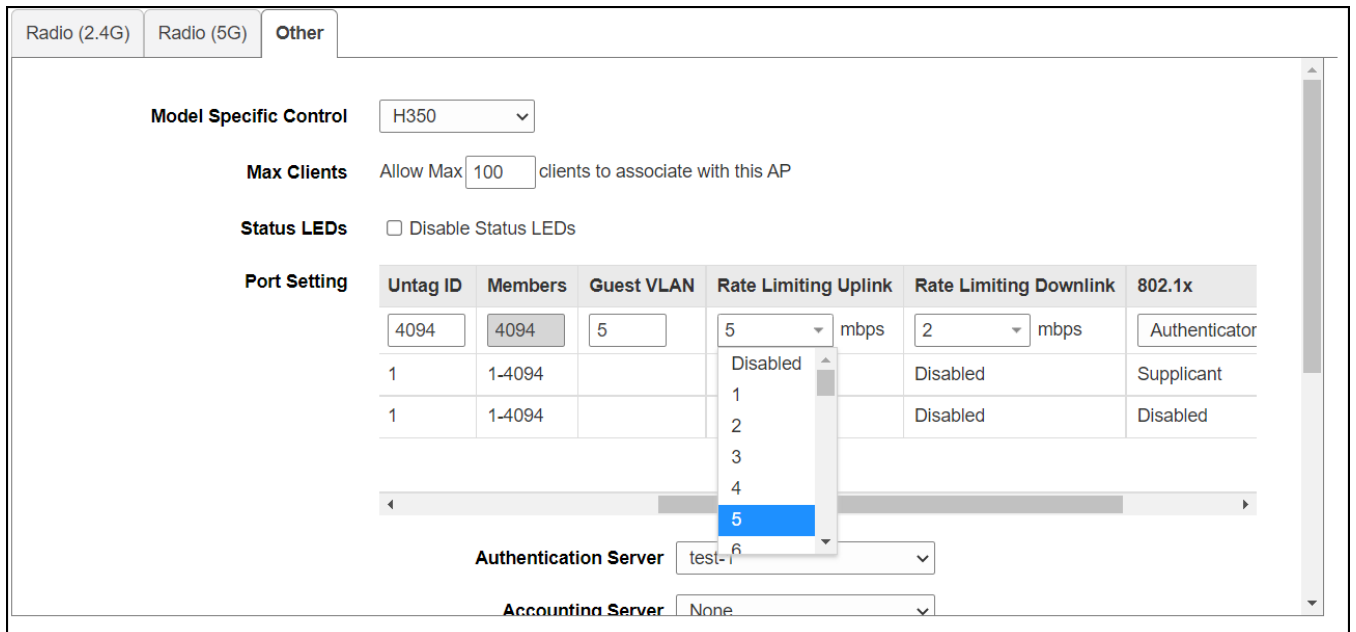 Radio (2.4G) Radio (5G) Other
Model Specific Control H350
Max Clients Allow Max 100 clients to associate with this AP
Status LEDs Disable Status LEDs
Port Setting Untag ID Members Guest VLAN Rate Limiting Uplink Rate Limiting Downlink 802.1x
4094 4094 5 5 mbps 2 mbps Authenticator
Disabled
1 1-4094 Disabled Supplicant
1
1 1-4094 Disabled Disabled
2
3
4
5
6
Authentication Server test-1
Accounting Server None